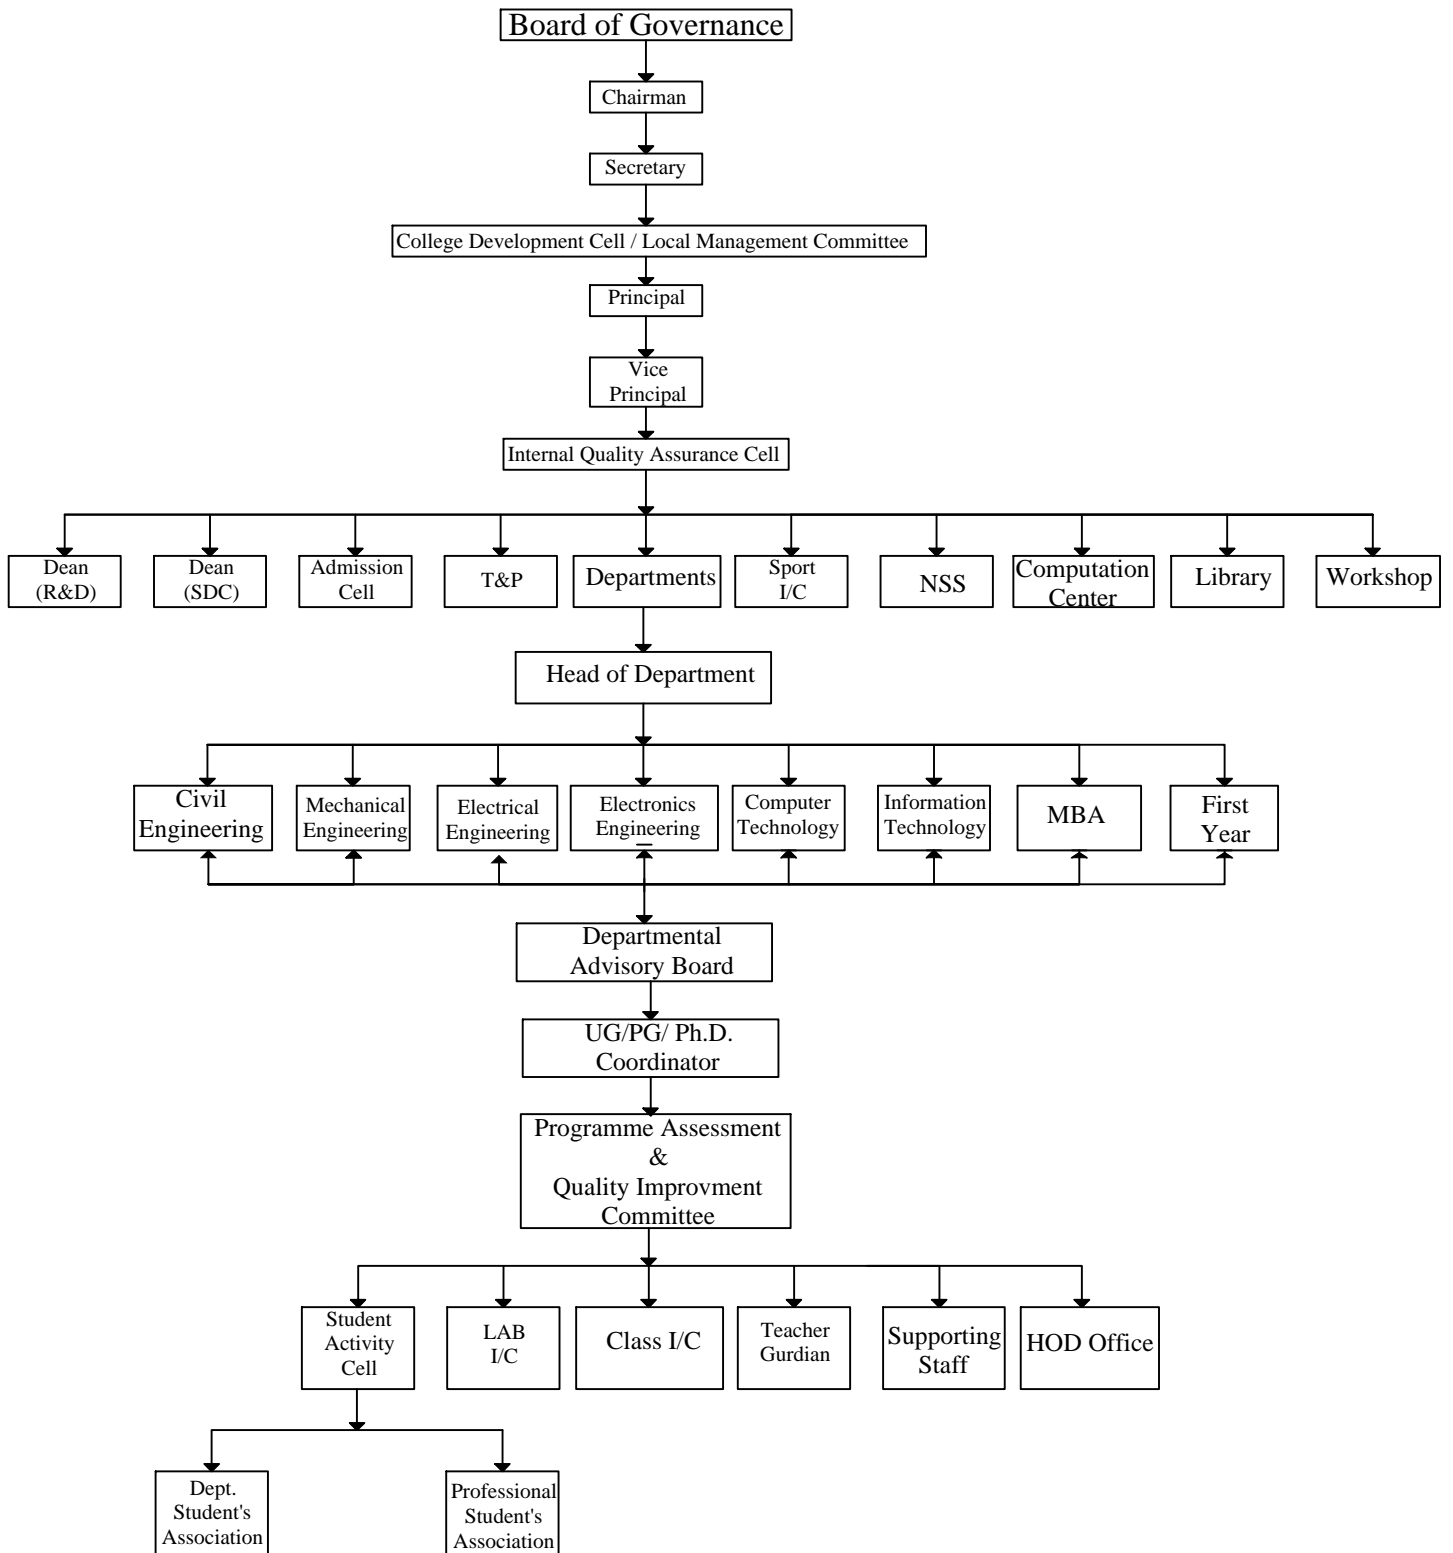 Board of Governance
Chairman
Secretary
College Development Cell / Local Management Committee
Principal
Vice
Principal
Internal Quality Assurance Cell
Dean
(R&D)
Dean
(SDC)
Admission
Cell
T&P
Departments
Sport
I/C
NSS
Computation
Center
Library
Workshop
Head of Department
Civil
Engineering
Mechanical
Engineering
Electrical
Engineering
Electronics
Engineering
Computer
Technology
Information
Technology
MBA
First
Year
Departmental
Advisory Board
UG/PG/ Ph.D.
Coordinator
Programme Assessment
&
Quality Improvment
Committee
Student
Activity
Cell
LAB
I/C
Class I/C
Teacher
Gurdian
Supporting
Staff
HOD Office
Dept.
Student's
Association
Professional
Student's
Association